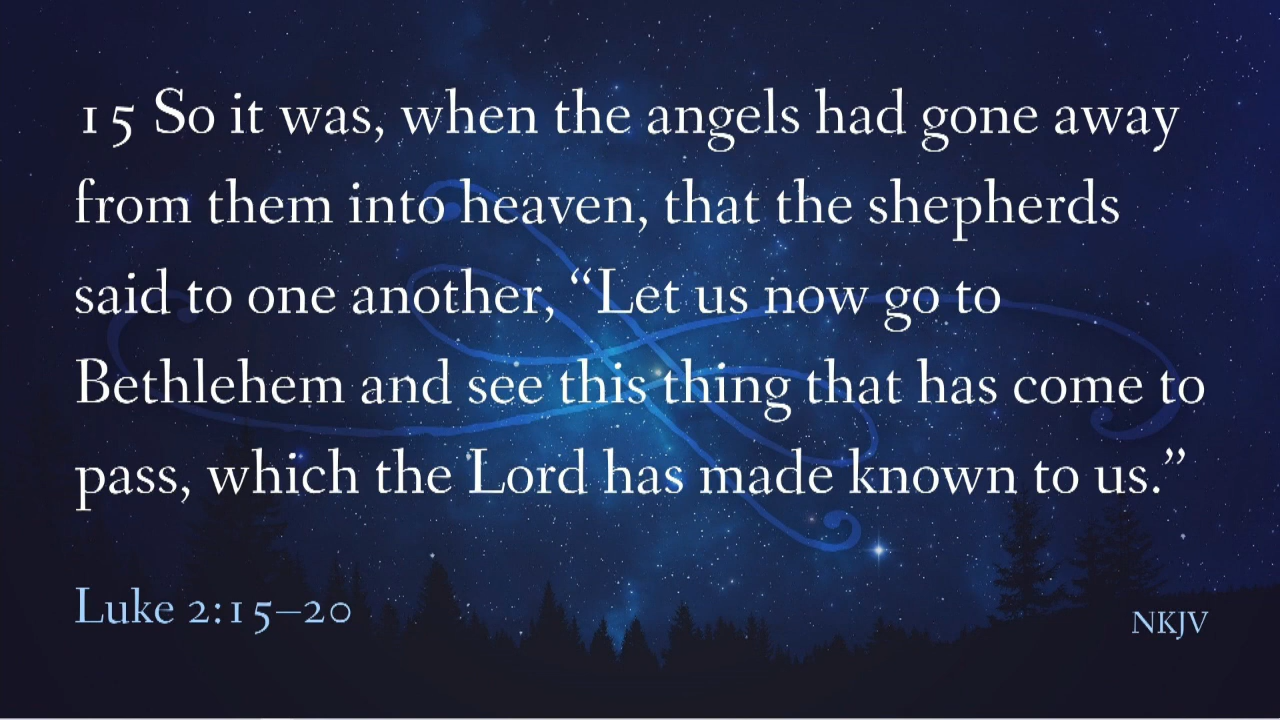 15 So it was, when the angels had gone away
from them into heaven, that the shepherds
said to one another, “Let us now go to
Bethlehem and see this thing that has come to
pass, which the Lord has made known to us.”
Luke 2:15–20
NKJV